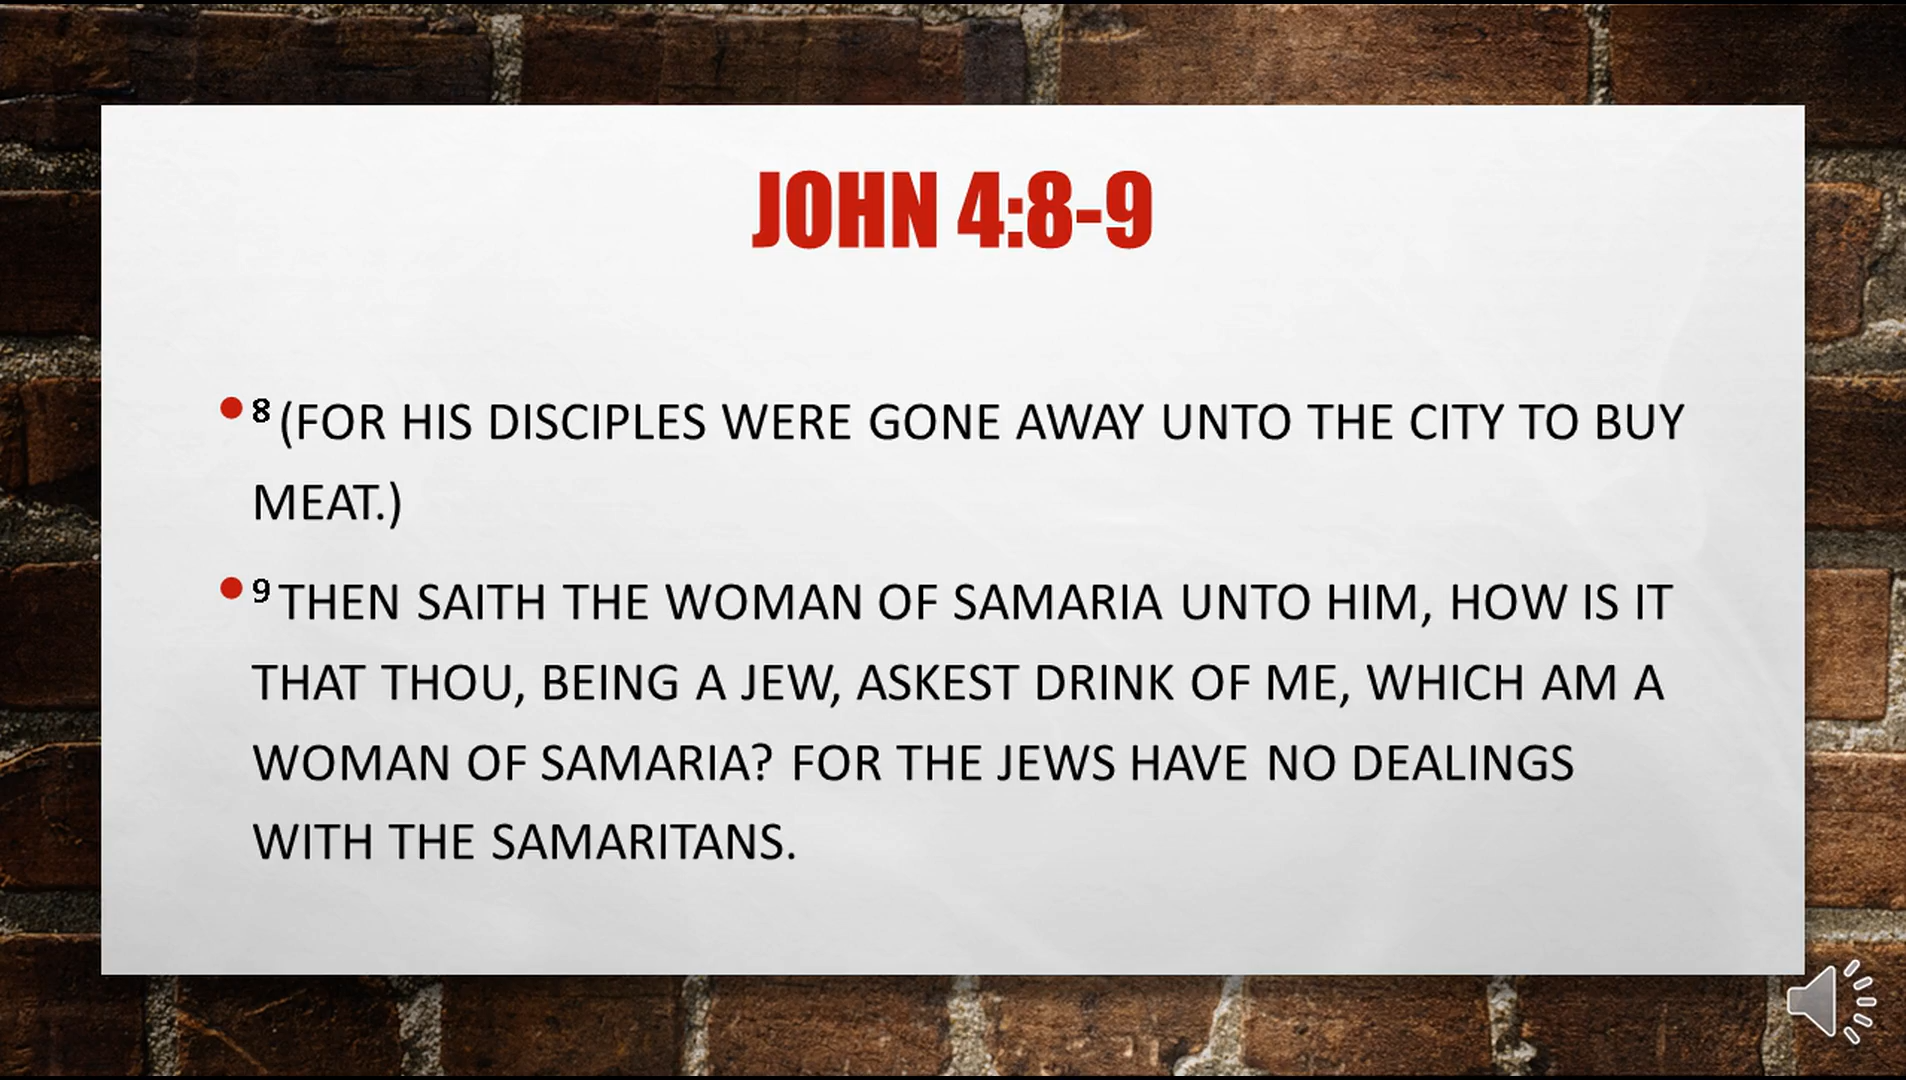 JOHN 4:8-9
• 8 (FOR HIS DISCIPLES WERE GONE AWAY UNTO THE CITY TO BUY
MEAT.)
• 9 THEN SAITH THE WOMAN OF SAMARIA UNTO HIM, HOW IS IT
THAT THOU, BEING A JEW, ASKEST DRINK OF ME, WHICH AM A
WOMAN OF SAMARIA? FOR THE JEWS HAVE NO DEALINGS
WITH THE SAMARITANS.